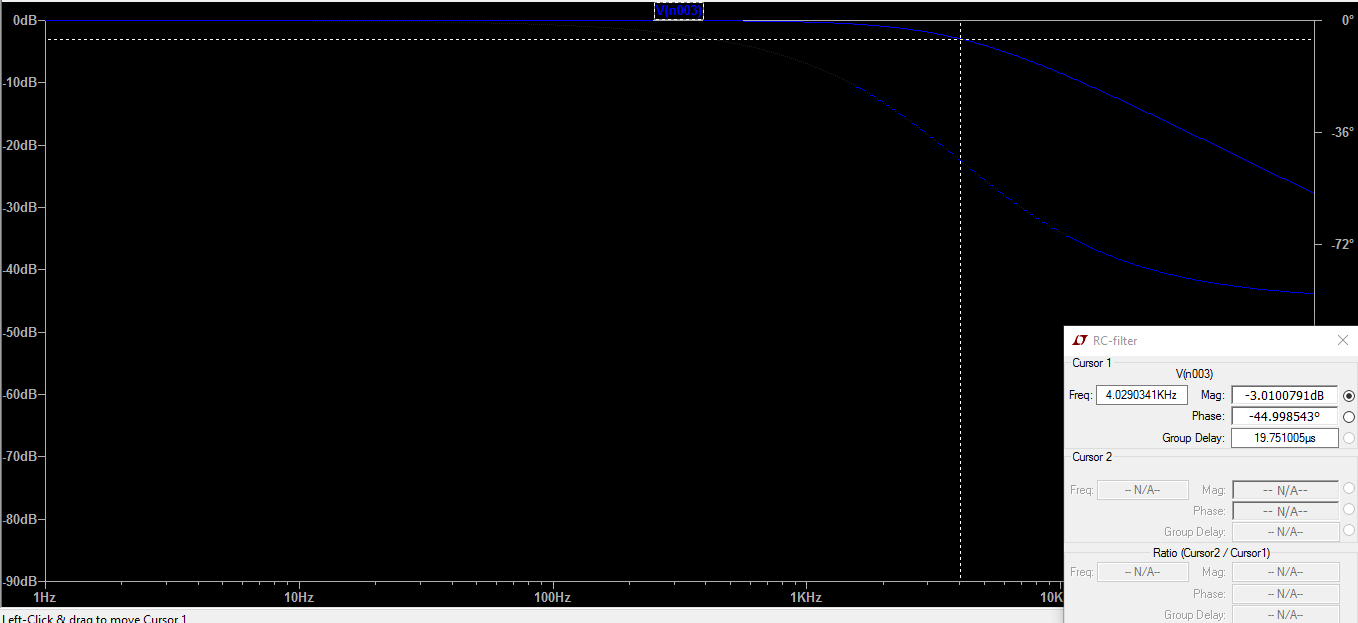 V(n003)
0dB 0°
-10dB
-36°
-20dB
-30dB
-72°
-40dB
-50dB
-60dB
-70dB
-80dB
-90dB
1Hz 10Hz 100Hz 1KHz 10K
RC-filter
Cursor 1
V(n003)
Freq: 4.0290341KHz Mag: -3.0100791dB
Phase: -44.998543°
Group Delay: 19.751005µs
Cursor 2
Freq: -- N/A-- Mag: -- N/A--
Phase: -- N/A--
Group Delay: -- N/A--
Ratio (Cursor2 / Cursor1)
Freq: -- N/A-- Mag: -- N/A--
Phase: -- N/A--
Group Delay: -- N/A--
Left-Click & drag to move Cursor 1